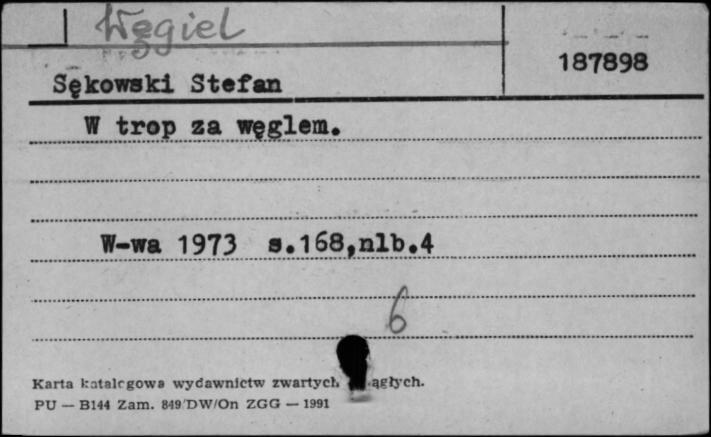 Węgiel
187898
Sękowski Stefan
W trop za węglem.
W-wa 1973 s.168,nlb.4
6
Karta katalogowa wydawnictw zwartych ągłych.
PU — B144 Zam. 849/DW/On ZGG — 1991